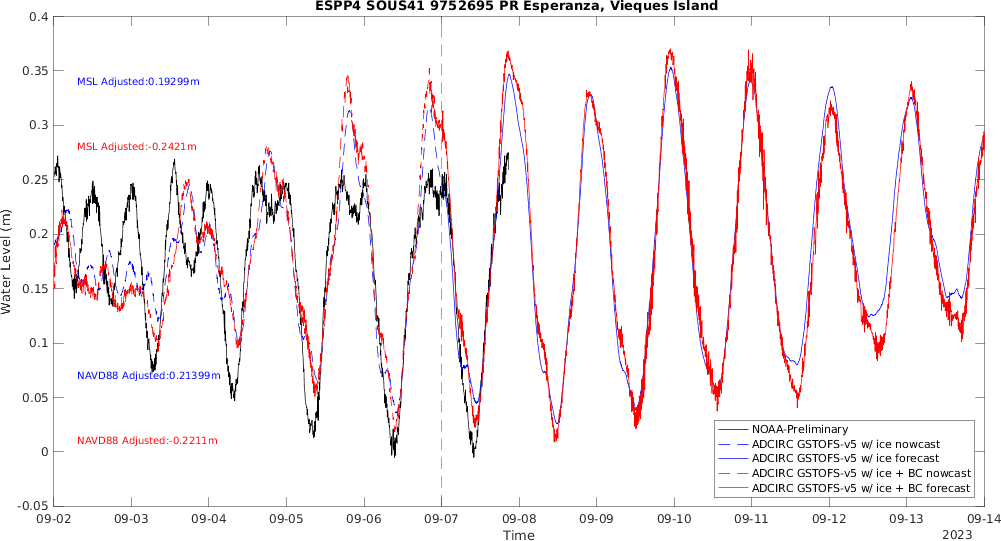 ESPP4 SOUS41 9752695 PR Esperanza, Vieques Island
0.4
0.35
0.3
0.25
0.2
0.15
0.1
0.05
0
-0.05
Water Level (m)
MSL Adjusted:0.19299m
MSL Adjusted:-0.2421m
NAVD88 Adjusted:0.21399m
NAVD88 Adjusted:-0.2211m
NOAA-Preliminary
ADCIRC GSTOFS-v5 w/ ice nowcast
ADCIRC GSTOFS-v5 w/ ice forecast
ADCIRC GSTOFS-v5 w/ ice + BC nowcast
ADCIRC GSTOFS-v5 w/ ice + BC forecast
09-02 09-03 09-04 09-05 09-06 09-07 09-08 09-09 09-10 09-11 09-12 09-13 09-14
Time
2023